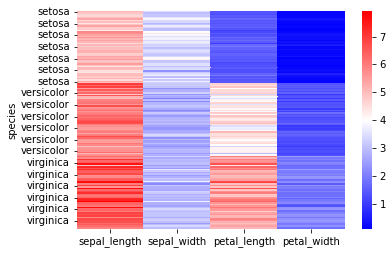 setosa
setosa
setosa
setosa
setosa
setosa
setosa
versicolor
versicolor
versicolor
versicolor
versicolor
versicolor
virginica
virginica
virginica
virginica
virginica
virginica
species
sepal_length sepal_width petal_length petal_width
7
6
5
4
3
2
1